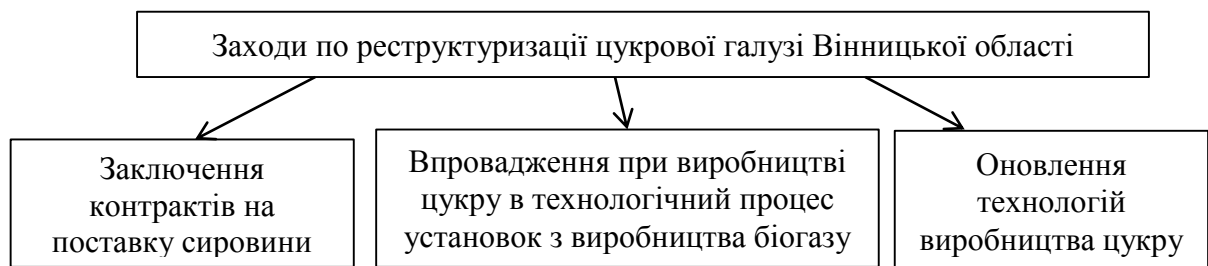 Заходи по реструктуризації цукрової галузі Вінницької області
Заключення
контрактів на
поставку сировини
Впровадження при виробництві
цукру в технологічний процес
установок з виробництва біогазу
Оновлення
технологій
виробництва цукру